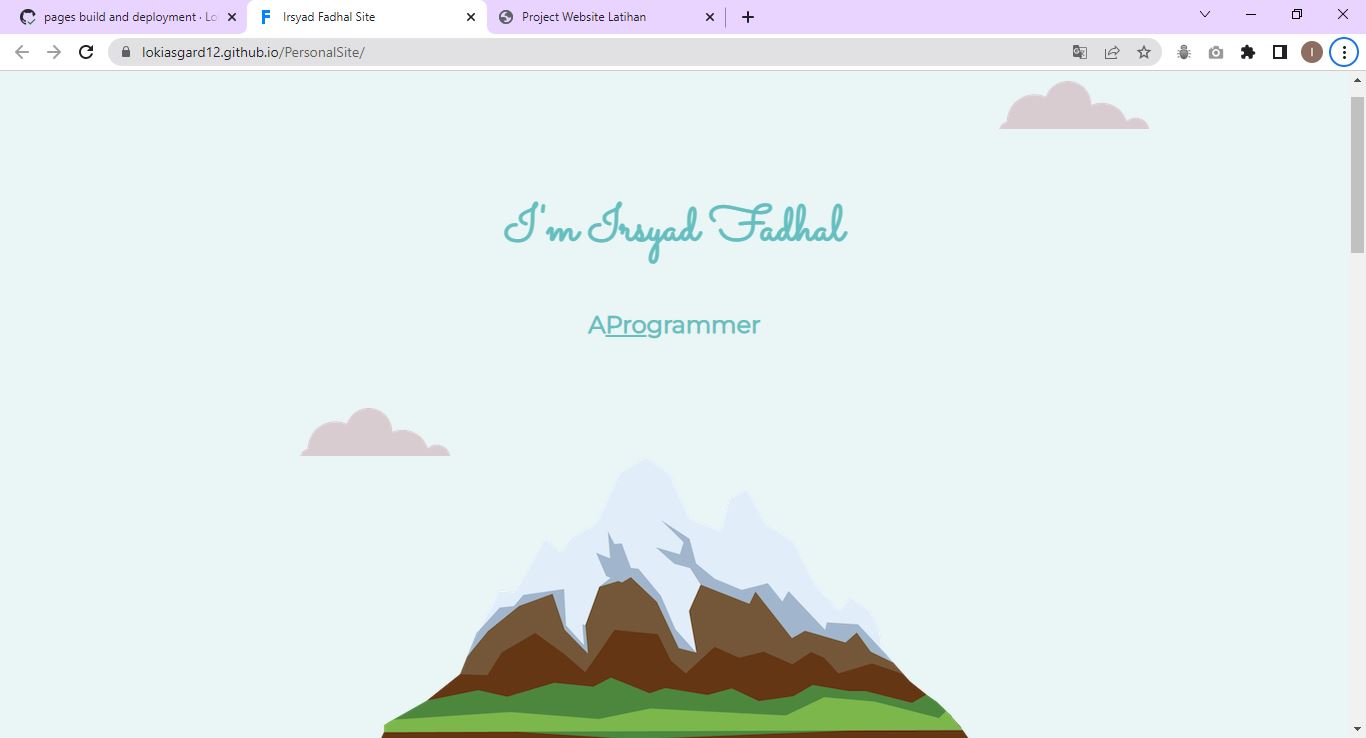 pages build and deployment · Lo
Irsyad Fadhal Site
Project Website Latihan
lokiasgard12.github.io/PersonalSite/
I
I'm Irsyad Fadhal
AProgrammer